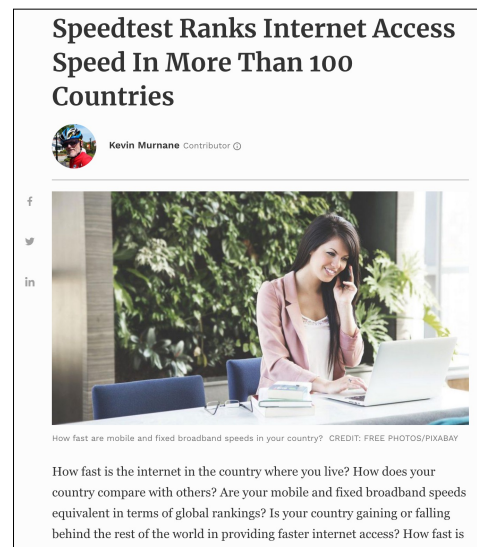 Speedtest Ranks Internet Access
Speed In More Than 100
Countries
Kevin Murnane Contributor
How fast are mobile and fixed broadband speeds in your country? CREDIT: FREE PHOTOS/PIXABAY
How fast is the internet in the country where you live? How does your
country compare with others? Are your mobile and fixed broadband speeds
equivalent in terms of global rankings? Is your country gaining or falling
behind the rest of the world in providing faster internet access? How fast is